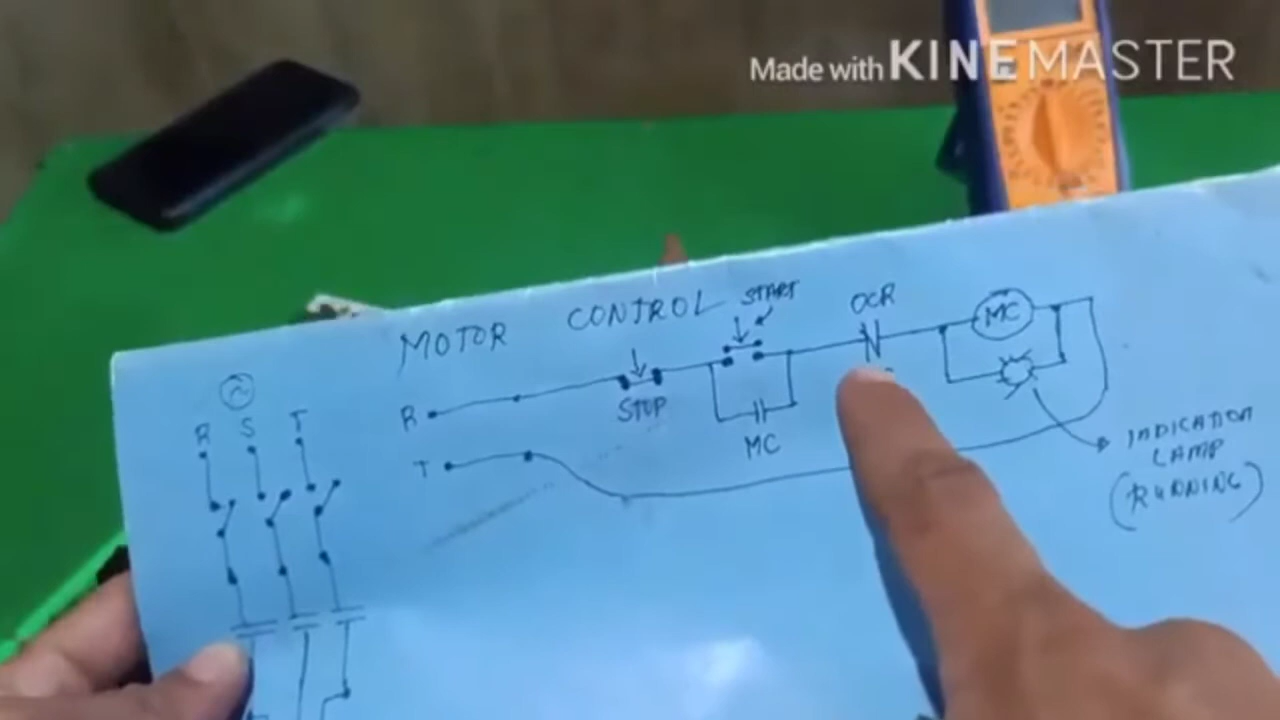 Made with KINEMASTER
MOTOR CONTROL
START
OCR
MC
R S T
R
STOP
MC
T
INDICATION
LAMP
(RUNNING)